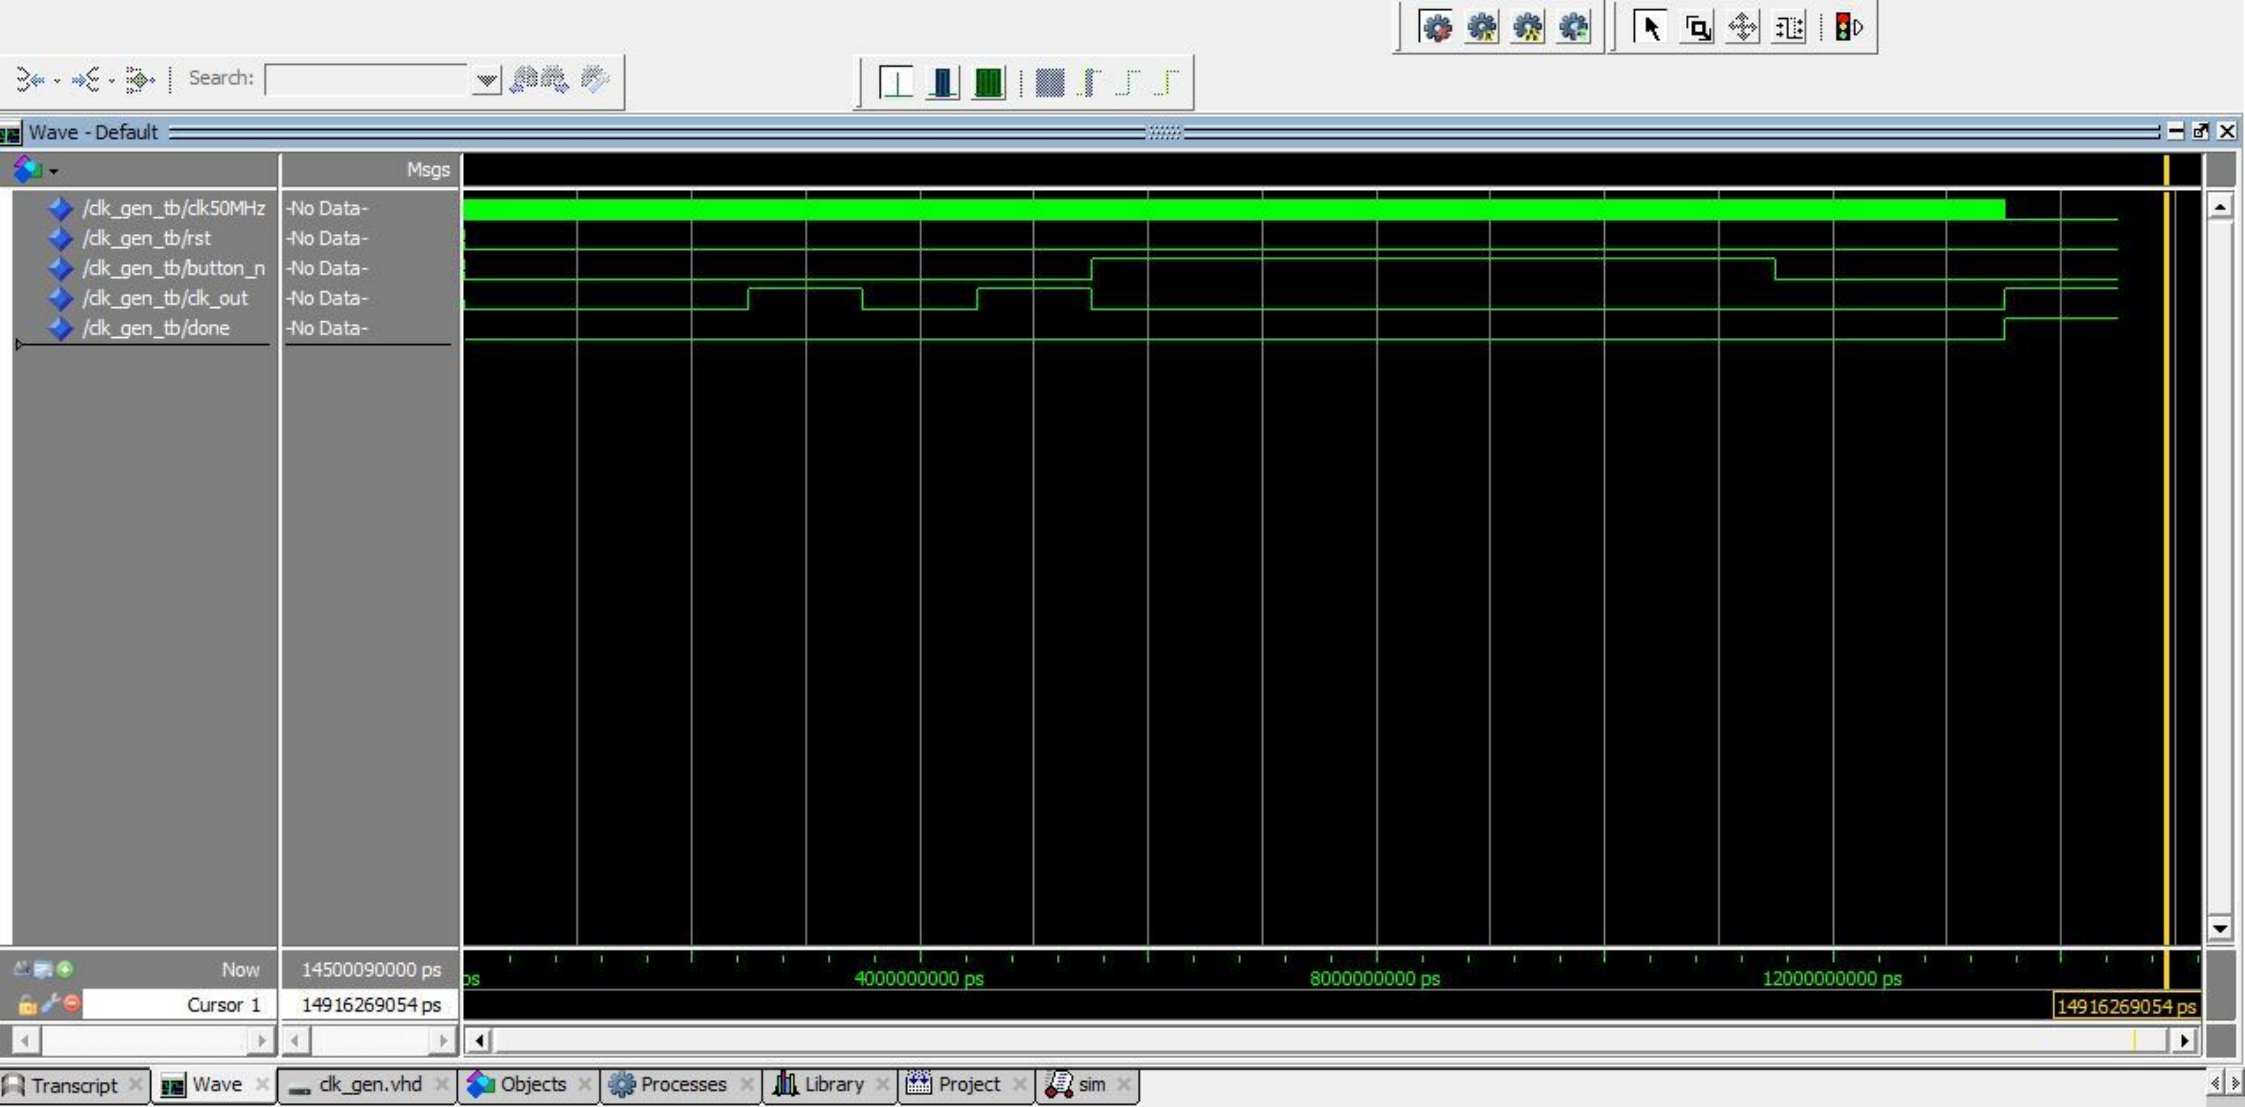 Search:
Wave - Default
Msgs
/clk_gen_tb/clk50MHz -No Data-
/clk_gen_tb/rst -No Data-
/clk_gen_tb/button_n -No Data-
/clk_gen_tb/clk_out -No Data-
/clk_gen_tb/done -No Data-
Now 14500090000 ps
ps 4000000000 ps 8000000000 ps 12000000000 ps
Cursor 1 14916269054 ps
14916269054 ps
Transcript Wave clk_gen.vhd Objects Processes Library Project sim